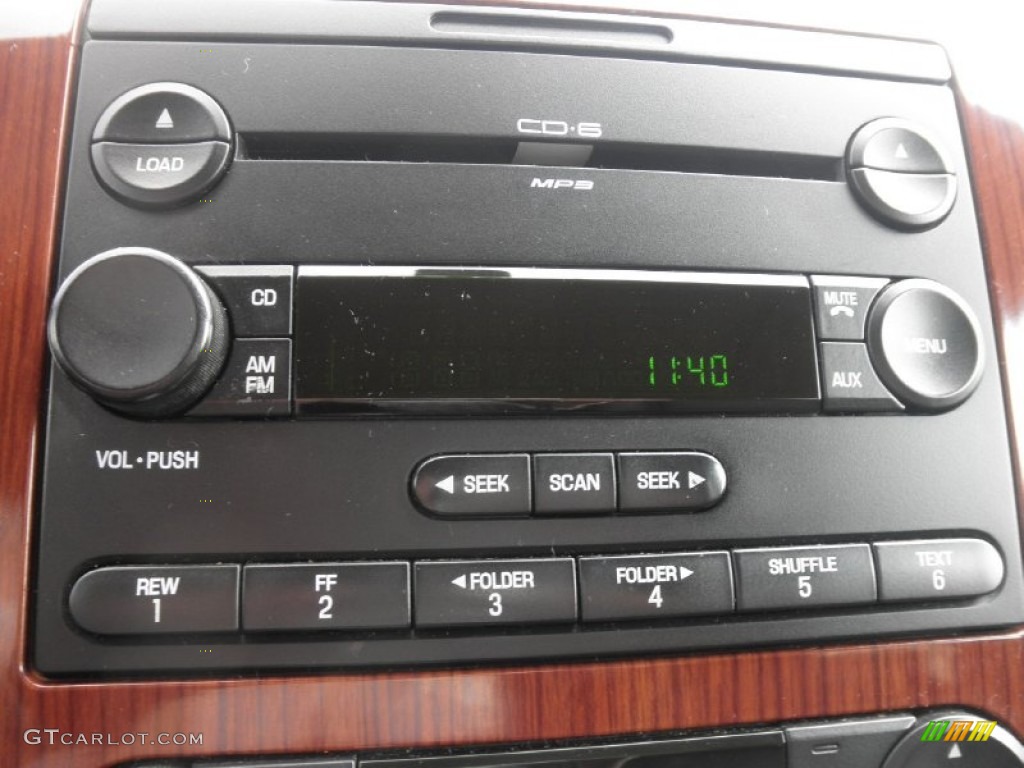 CD·6
LOAD
MP3
CD
MUTE
AM
FM
11:40
MENU
AUX
VOL·PUSH
SEEK
SCAN
SEEK
REW
1
FF
2
FOLDER
3
FOLDER
4
SHUFFLE
5
TEXT
6
GTCARLOT.COM